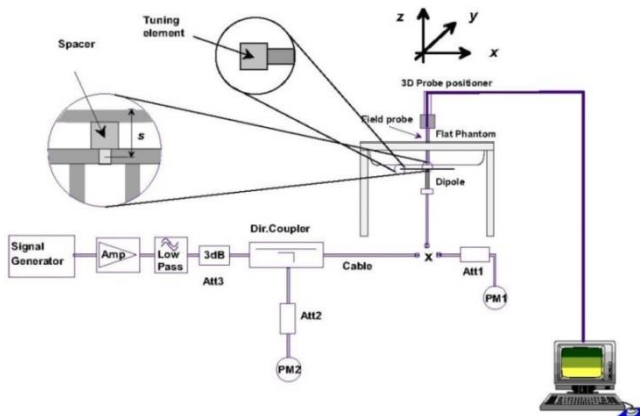 Tuning
element
Spacer
s
z
y
x
3D Probe positioner
Field probe
Flat Phantom
Dipole
Signal
Generator
Amp
Low
Pass
3dB
Att3
Dir.Coupler
Cable
x
Att1
PM1
Att2
PM2